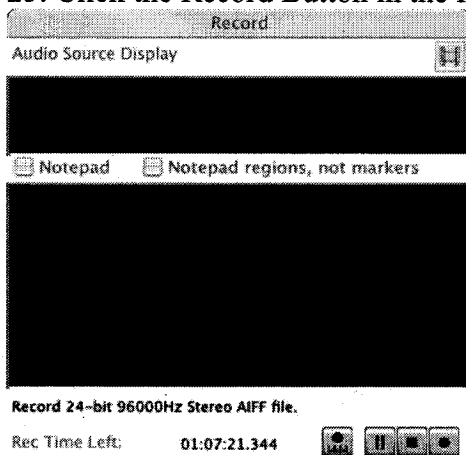 Record
Audio Source Display
Notepad Notepad regions, not markers
Record 24-bit 96000Hz Stereo AIFF file.
Rec Time Left: 01:07:21.344